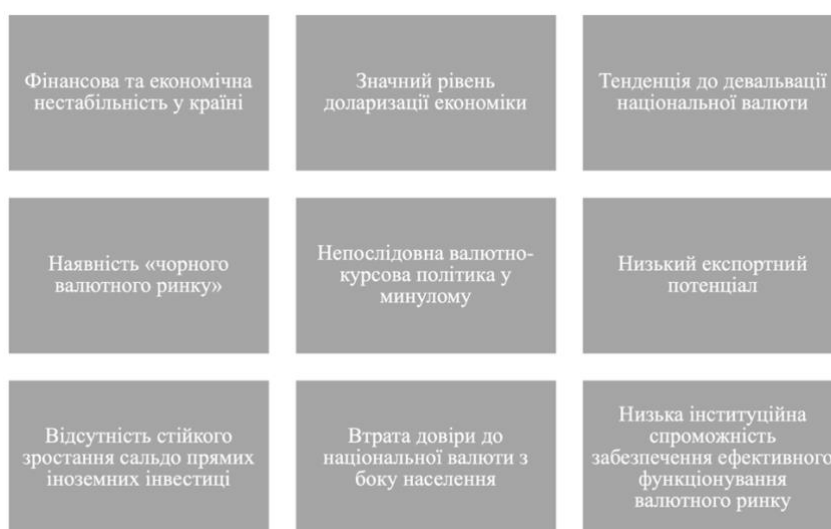 Фінансова та економічна
нестабільність у країні
Значний рівень
доларизації економіки
Тенденція до девальвації
національної валюти
Наявність «чорного
валютного ринку»
Непослідовна валютно-
курсова політика у
минулому
Низький експортний
потенціал
Відсутність стійкого
зростання сальдо прямих
іноземних інвестиці
Втрата довіри до
національної валюти з
боку населення
Низька інституційна
спроможність
забезпечення ефективного
функціонування
валютного ринку